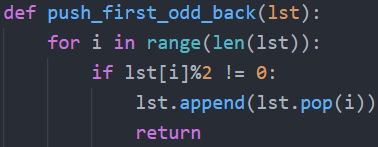 def push_first_odd_back(lst):
    for i in range(len(lst)):
        if lst[i]%2 != 0:
            lst.append(lst.pop(i))
            return